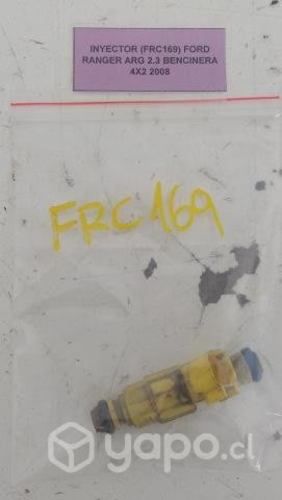 INYECTOR (FRC169) FORD
RANGER ARG 2.3 BENCINERA
4X2 2008
FRC169
yapo.cl